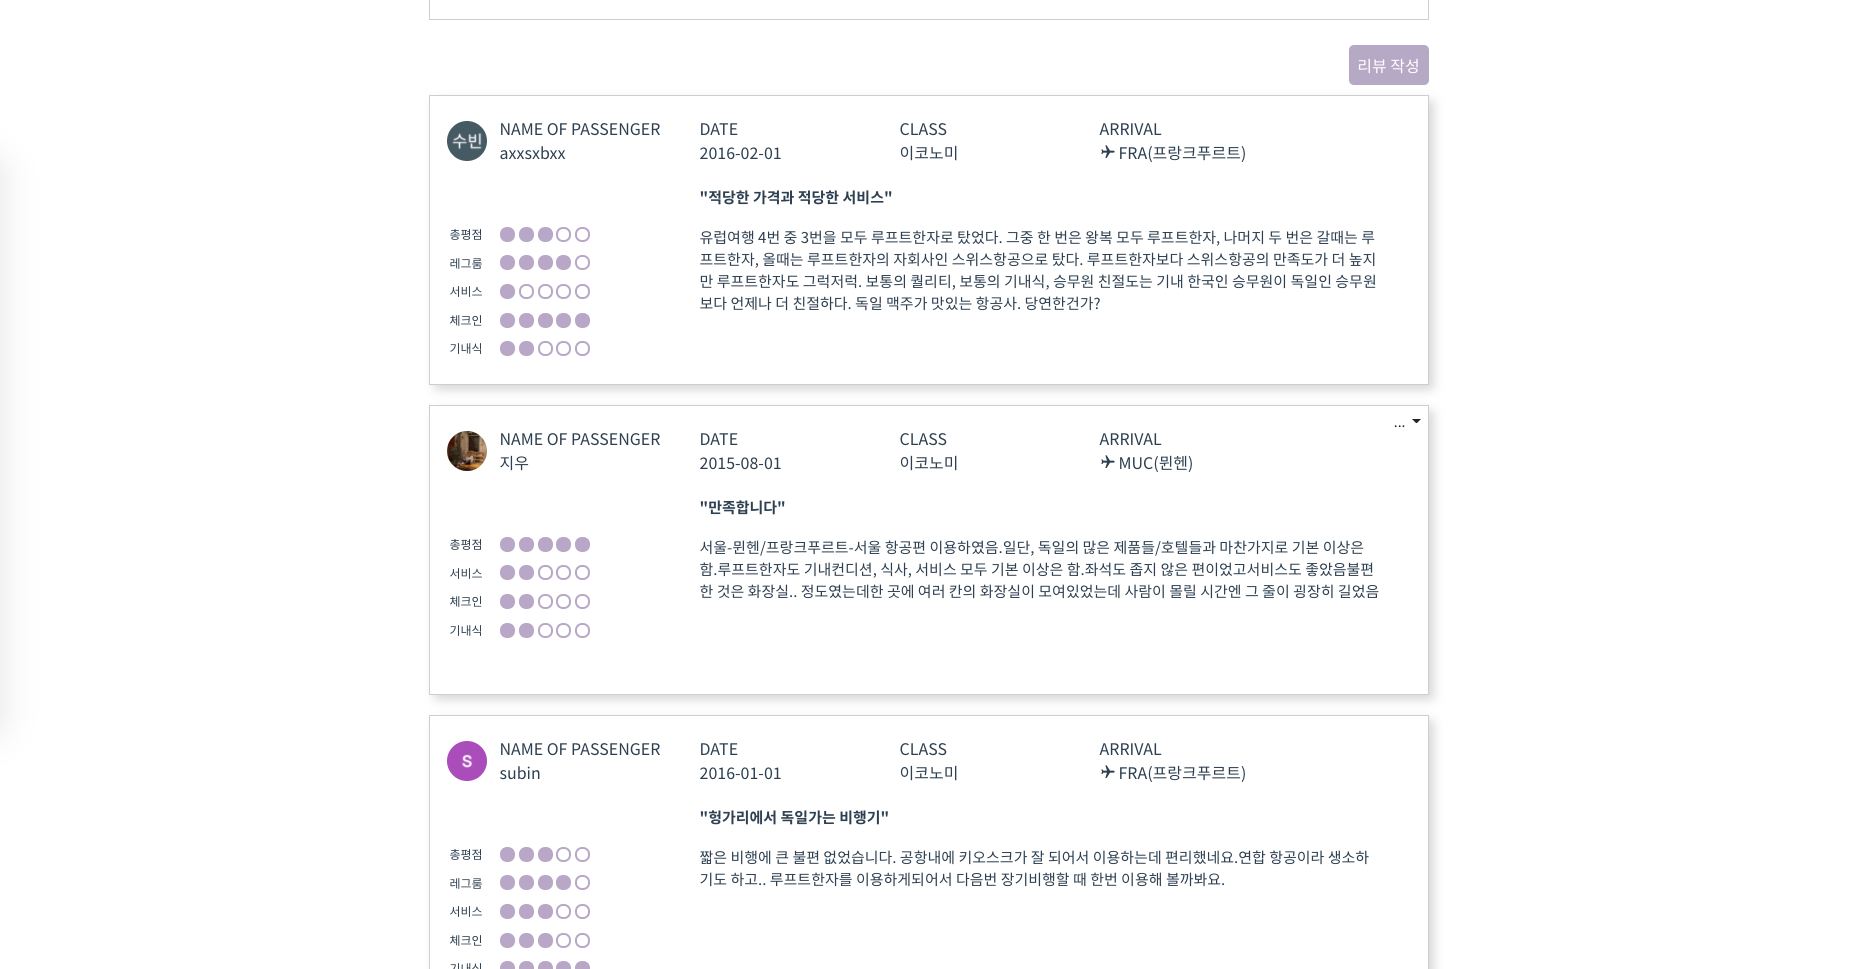 리뷰 작성
수빈
NAME OF PASSENGER DATE CLASS ARRIVAL
axxsxbxx 2016-02-01 이코노미 FRA(프랑크푸르트)
"적당한 가격과 적당한 서비스"
총평점
레그룸
서비스
체크인
기내식
유럽여행 4번 중 3번을 모두 루프트한자로 탔었다. 그중 한 번은 왕복 모두 루프트한자, 나머지 두 번은 갈때는 루
프트한자, 올때는 루프트한자의 자회사인 스위스항공으로 탔다. 루프트한자보다 스위스항공의 만족도가 더 높지
만 루프트한자도 그럭저럭. 보통의 퀄리티, 보통의 기내식, 승무원 친절도는 기내 한국인 승무원이 독일인 승무원
보다 언제나 더 친절하다. 독일 맥주가 맛있는 항공사. 당연한건가?
...
NAME OF PASSENGER DATE CLASS ARRIVAL
지우 2015-08-01 이코노미 MUC(뮌헨)
"만족합니다"
총평점
서비스
체크인
기내식
서울-뮌헨/프랑크푸르트-서울 항공편 이용하였음.일단, 독일의 많은 제품들/호텔들과 마찬가지로 기본 이상은
함.루프트한자도 기내컨디션, 식사, 서비스 모두 기본 이상은 함.좌석도 좁지 않은 편이었고서비스도 좋았음불편
한 것은 화장실.. 정도였는데한 곳에 여러 칸의 화장실이 모여있었는데 사람이 몰릴 시간엔 그 줄이 굉장히 길었음
S
NAME OF PASSENGER DATE CLASS ARRIVAL
subin 2016-01-01 이코노미 FRA(프랑크푸르트)
"헝가리에서 독일가는 비행기"
총평점
레그룸
서비스
체크인
기내식
짧은 비행에 큰 불편 없었습니다. 공항내에 키오스크가 잘 되어서 이용하는데 편리했네요.연합 항공이라 생소하
기도 하고.. 루프트한자를 이용하게되어서 다음번 장기비행할 때 한번 이용해 볼까봐요.